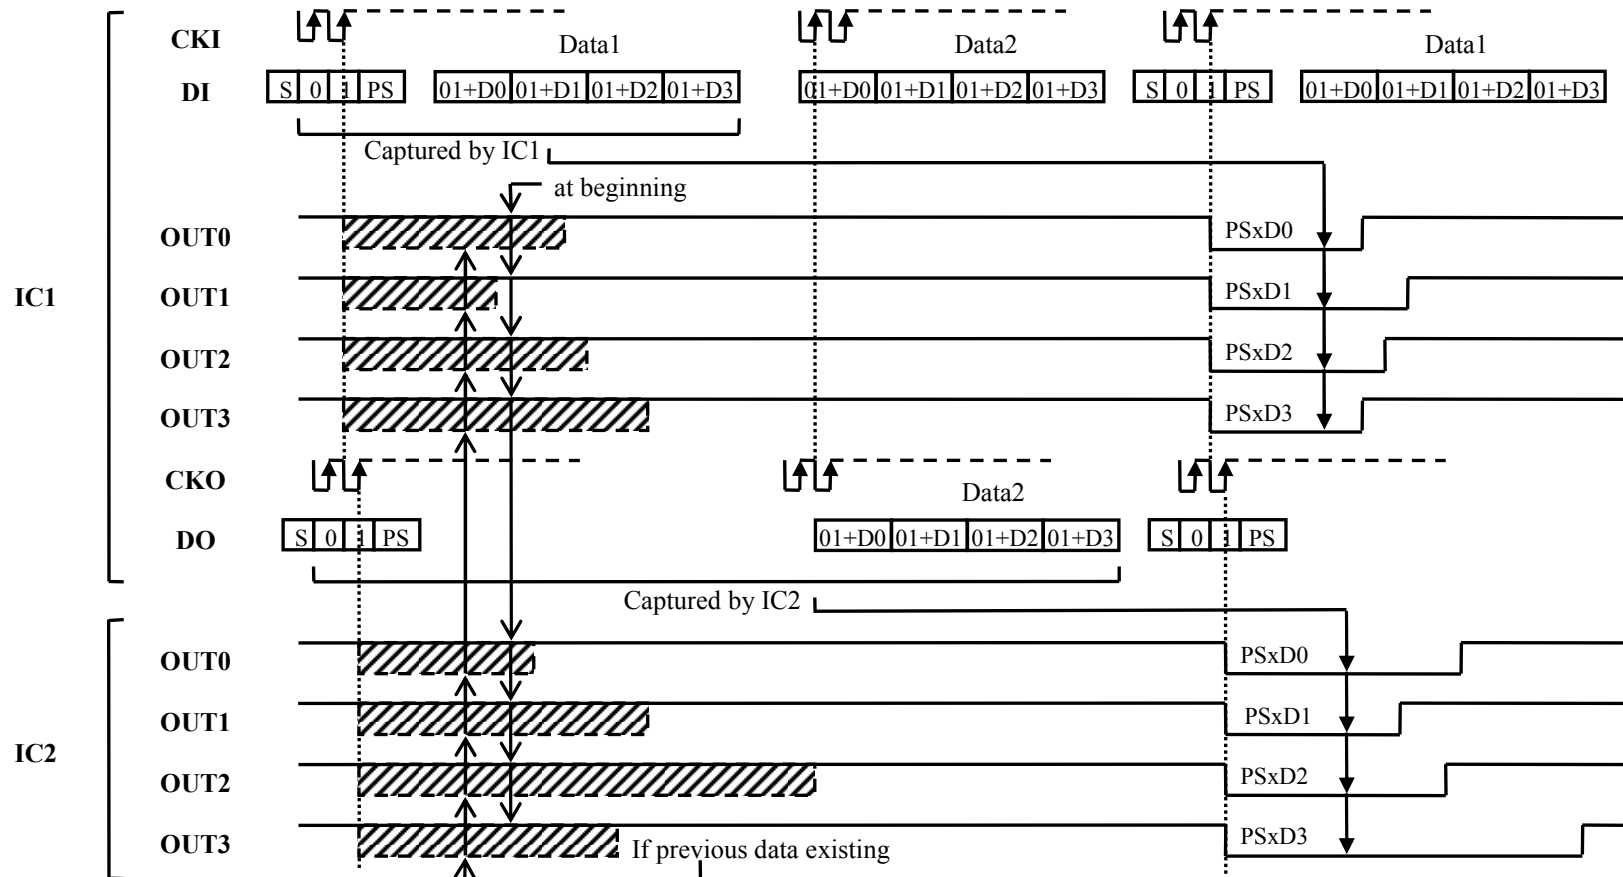 CKI
Data1 Data2 Data1
DI S 0 1 PS 01+D0 01+D1 01+D2 01+D3 01+D0 01+D1 01+D2 01+D3 S 0 1 PS 01+D0 01+D1 01+D2 01+D3
Captured by IC1
at beginning
OUT0 PSxD0
IC1
OUT1 PSxD1
OUT2 PSxD2
OUT3 PSxD3
CKO
Data2
DO S 0 1 PS 01+D0 01+D1 01+D2 01+D3 S 0 1 PS
Captured by IC2
OUT0 PSxD0
OUT1 PSxD1
IC2
OUT2 PSxD2
OUT3 PSxD3
If previous data existing